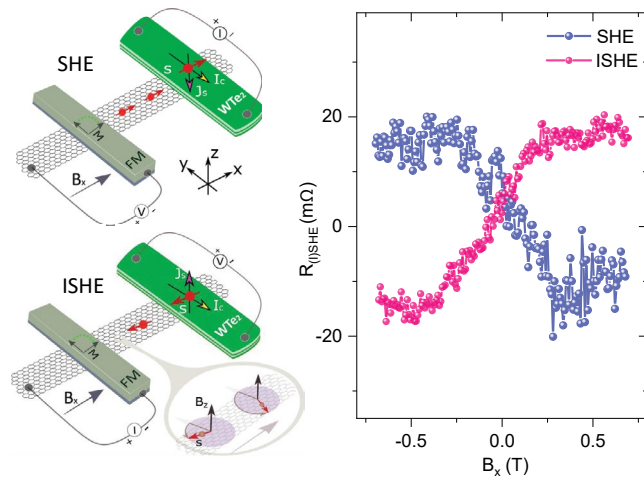 SHE
I
S
I_c
J_s
WTe₂
M
FM
B_x
V
z
y
x
ISHE
V
J_s
I_c
S
WTe₂
M
FM
B_x
I
B_z
s
SHE
ISHE
40
20
0
-20
R_(I)SHE (mΩ)
-0.5 0.0 0.5
B_x (T)